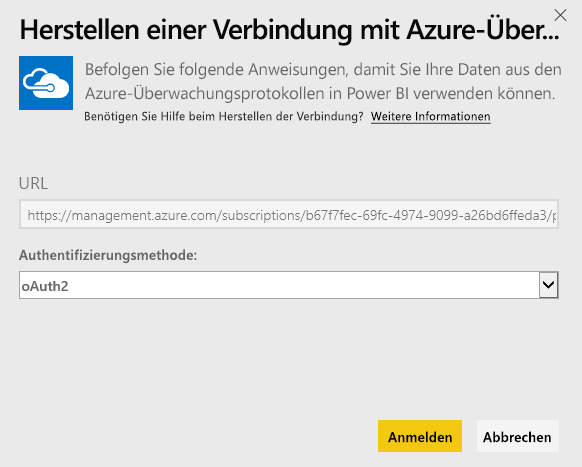 Herstellen einer Verbindung mit Azure-Über...
Befolgen Sie folgende Anweisungen, damit Sie Ihre Daten aus den
Azure-Überwachungsprotokollen in Power BI verwenden können.
Benötigen Sie Hilfe beim Herstellen der Verbindung? Weitere Informationen
URL
https://management.azure.com/subscriptions/b67f7fec-69fc-4974-9099-a26bd6ffeda3/p
Authentifizierungsmethode:
oAuth2
Anmelden Abbrechen